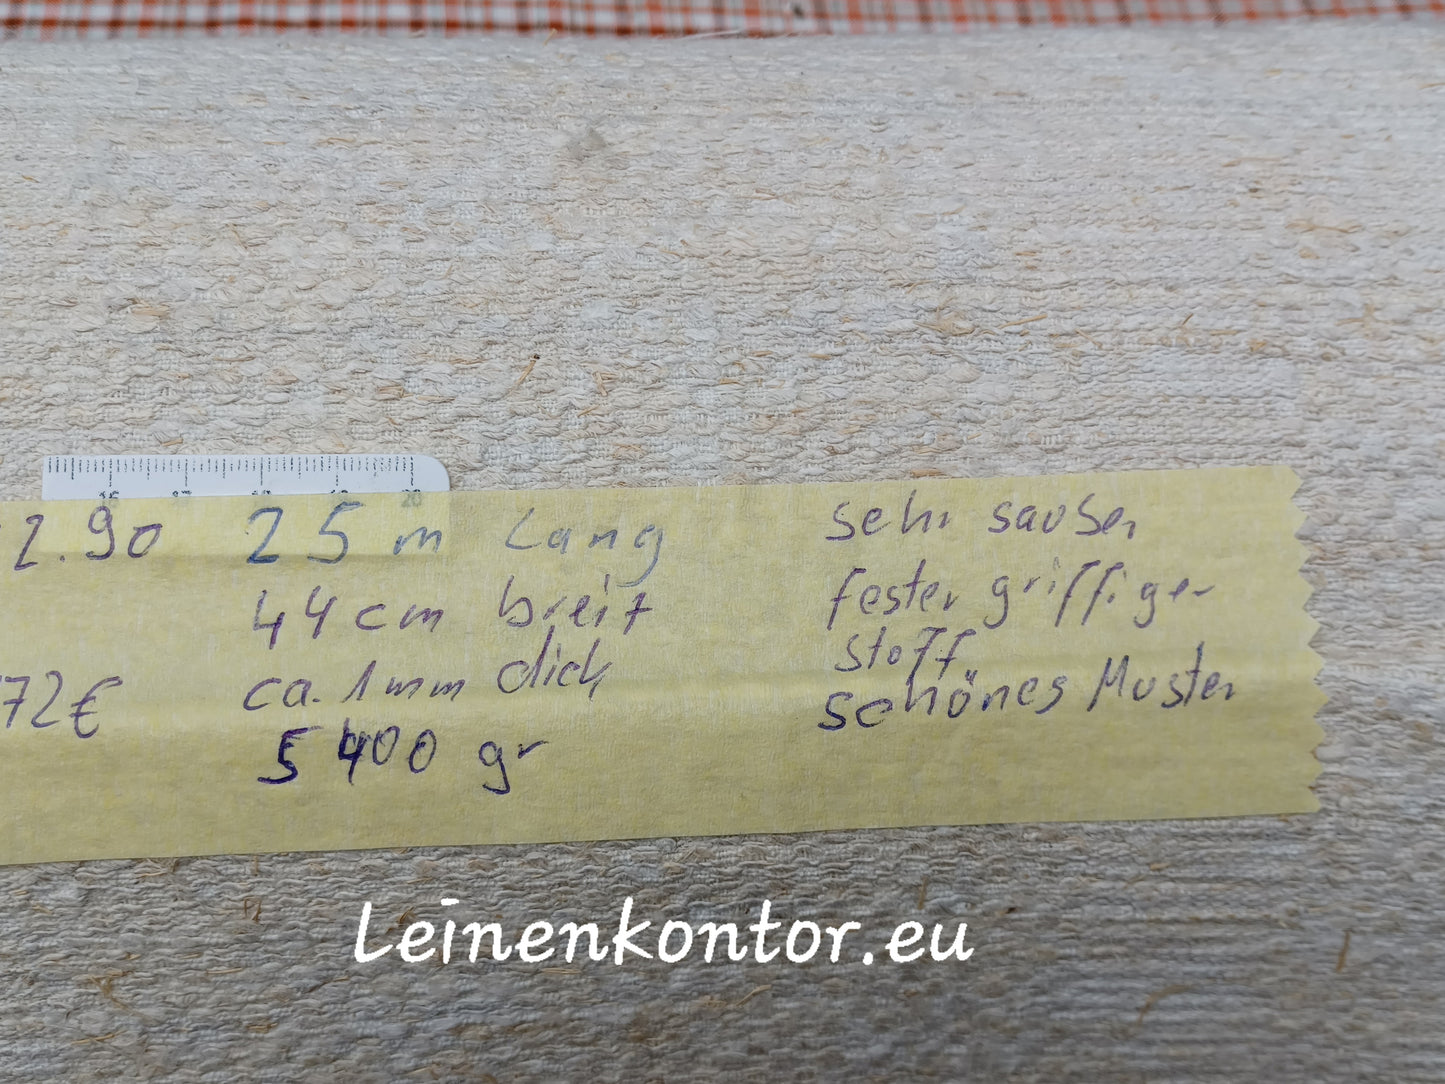 2.90 25 m Lang sehr sauber
44 cm breit fester griffiger
ca. 1 mm dick Stoff
72€ schönes Muster
5400 gr
Leinenkontor.eu